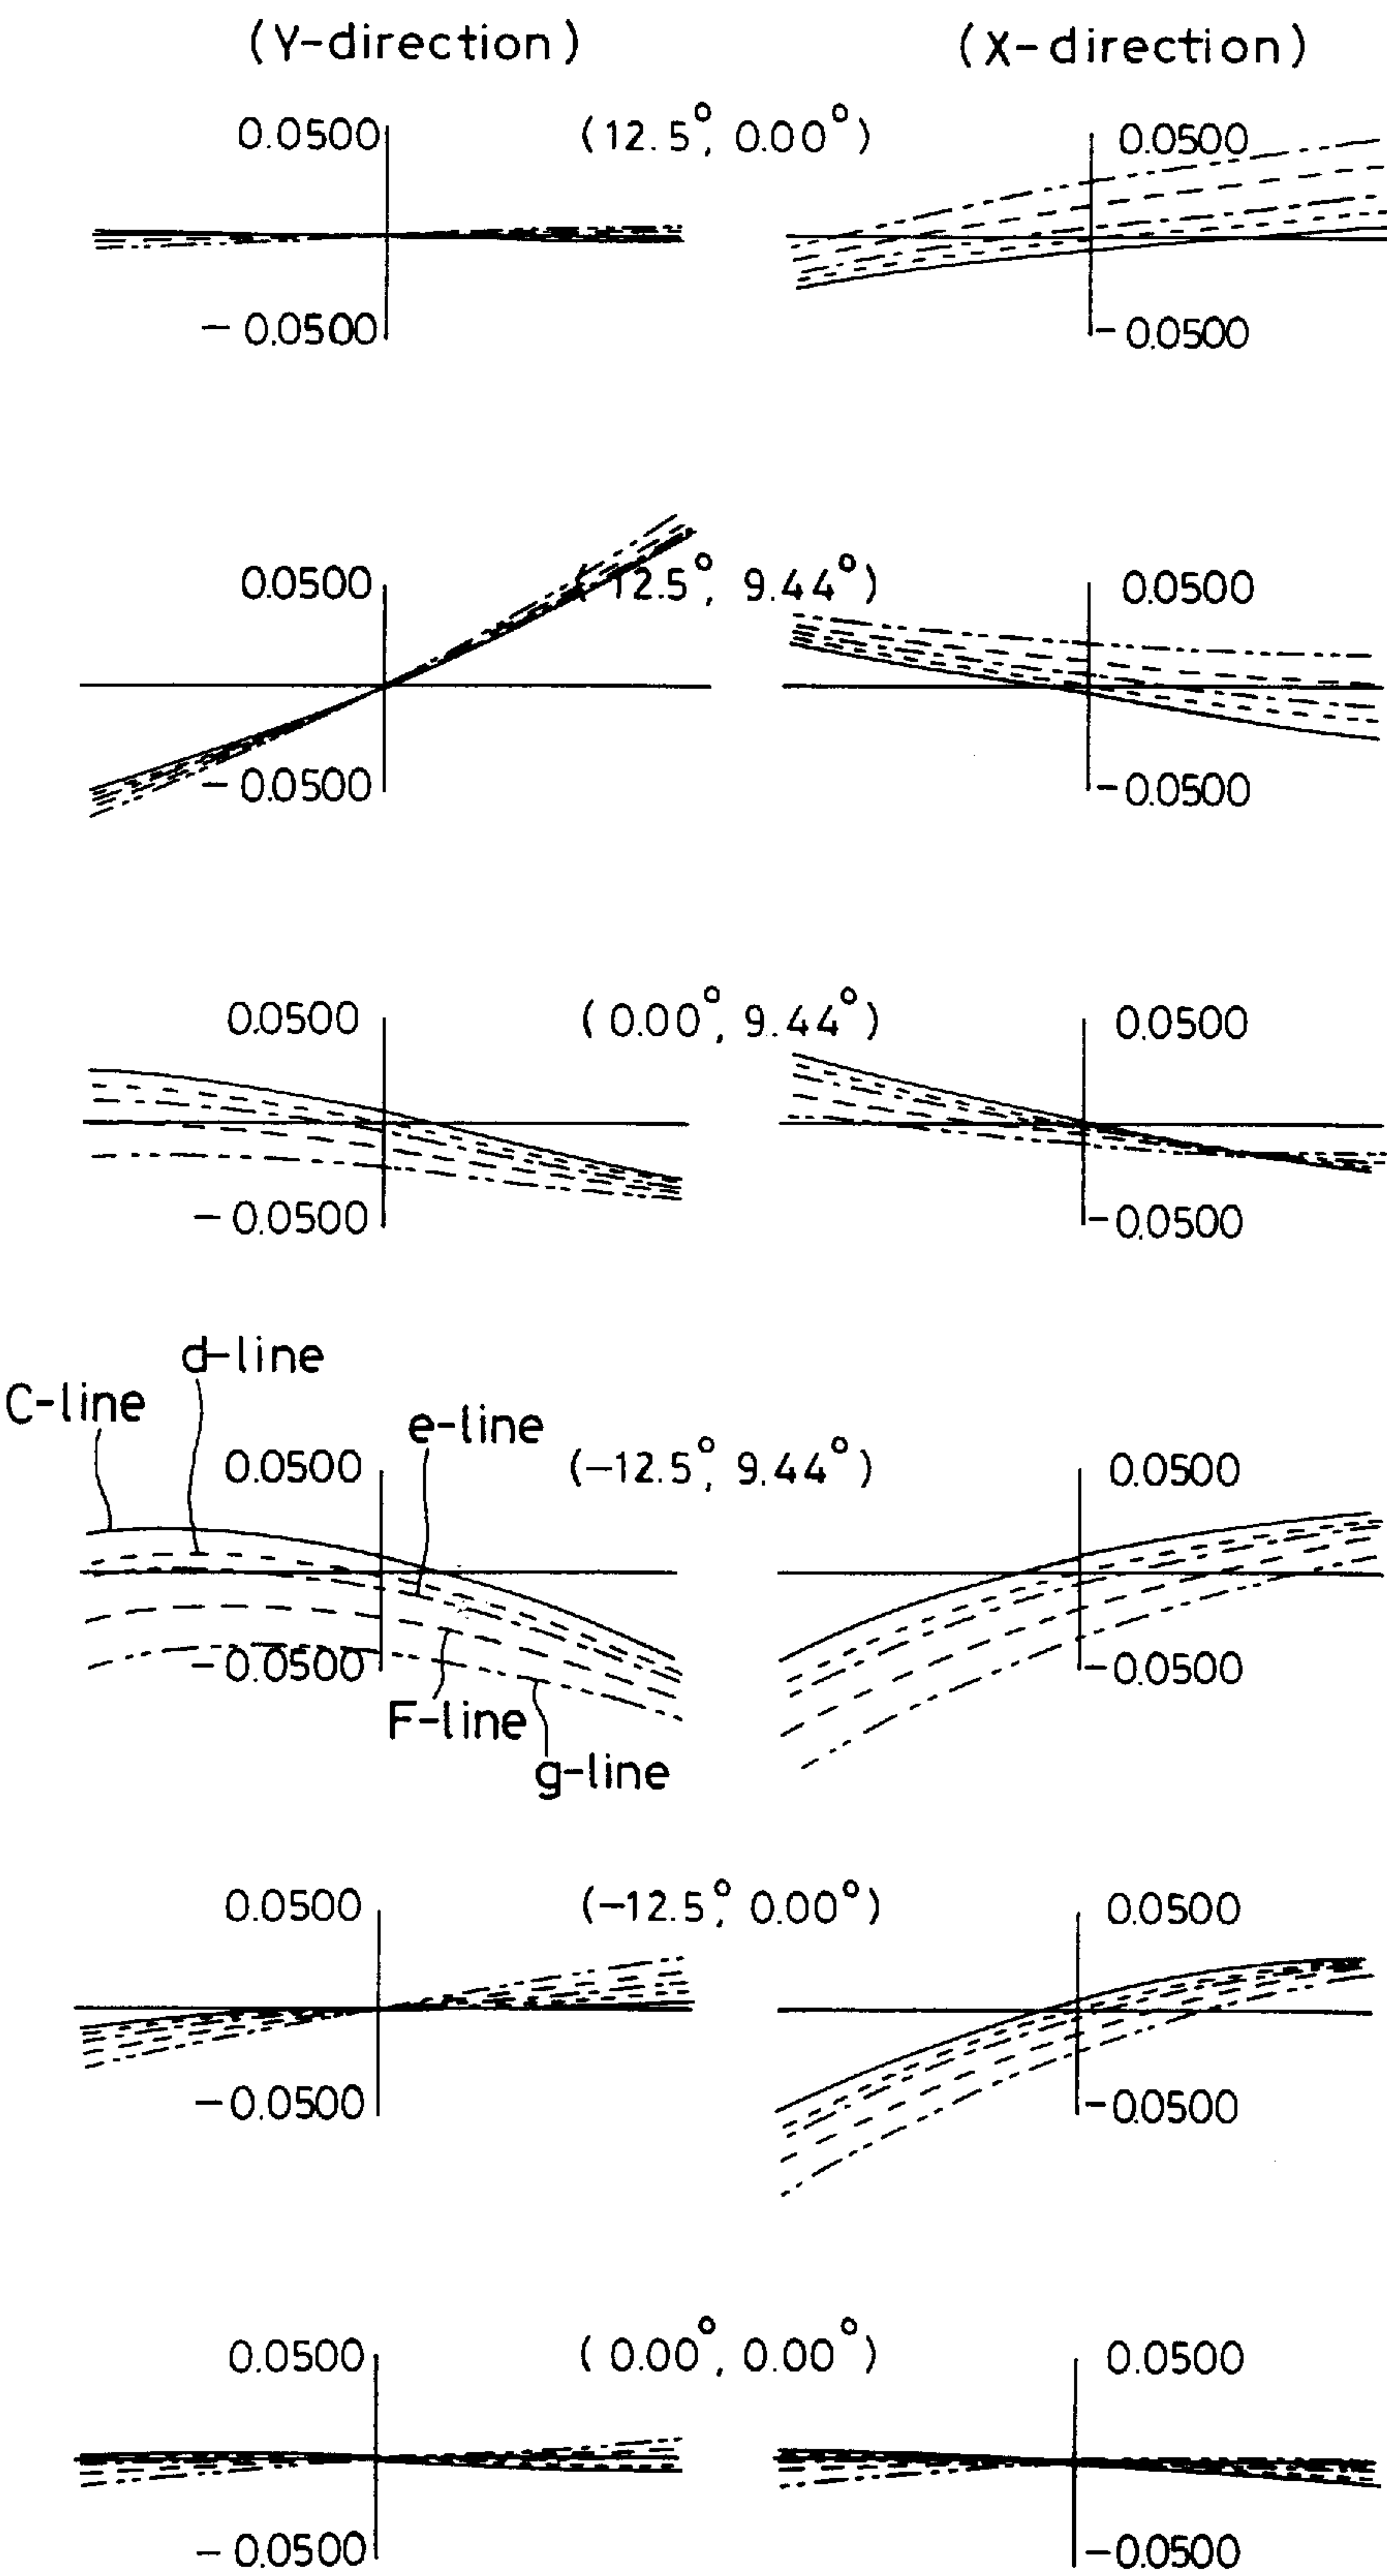 (Y-direction) (X-direction)
0.0500 (12.5°, 0.00°) 0.0500
-0.0500 -0.0500
0.0500 (12.5°, 9.44°) 0.0500
-0.0500 -0.0500
0.0500 (0.00°, 9.44°) 0.0500
-0.0500 -0.0500
d-line
C-line
e-line
0.0500 (-12.5°, 9.44°) 0.0500
-0.0500 -0.0500
F-line
g-line
0.0500 (-12.5°, 0.00°) 0.0500
-0.0500 -0.0500
0.0500 (0.00°, 0.00°) 0.0500
-0.0500 -0.0500